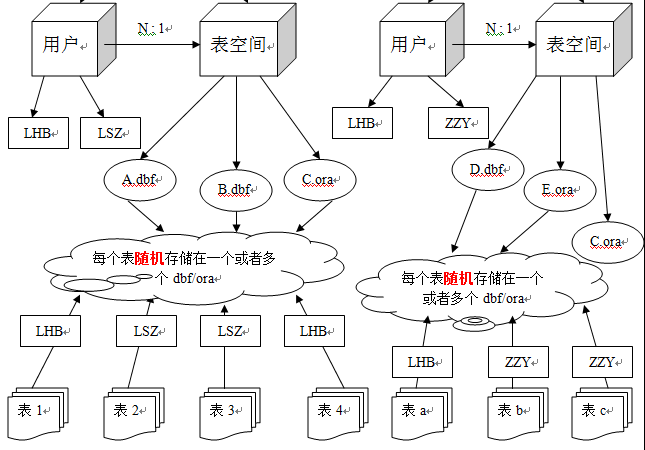 用户
N：1
表空间
用户
N：1
表空间
LHB
LSZ
LHB
ZZY
A.dbf
B.dbf
C.ora
D.dbf
E.ora
C.ora
每个表随机存储在一个或者多
个 dbf/ora
每个表随机存储在一个
或者多个 dbf/ora
LHB
LSZ
LSZ
LHB
LHB
ZZY
ZZY
表 1
表 2
表 3
表 4
表 a
表 b
表 c